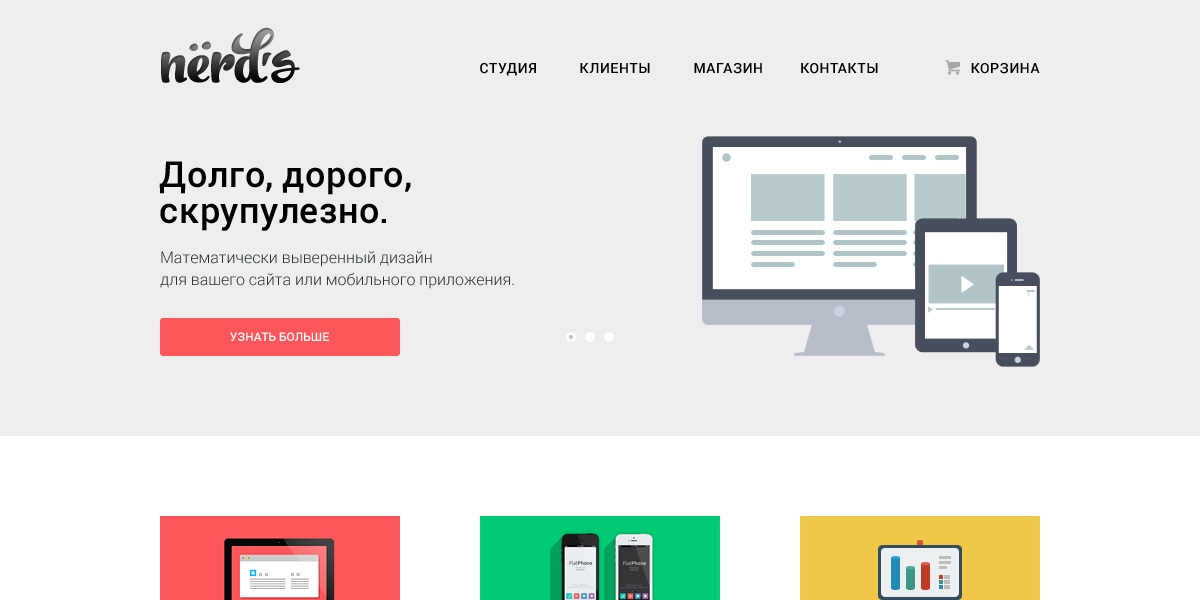 nërd's
СТУДИЯ КЛИЕНТЫ МАГАЗИН КОНТАКТЫ КОРЗИНА
Долго, дорого,
скрупулезно.
Математически выверенный дизайн
для вашего сайта или мобильного приложения.
УЗНАТЬ БОЛЬШЕ
FlatPhone FlatPhone